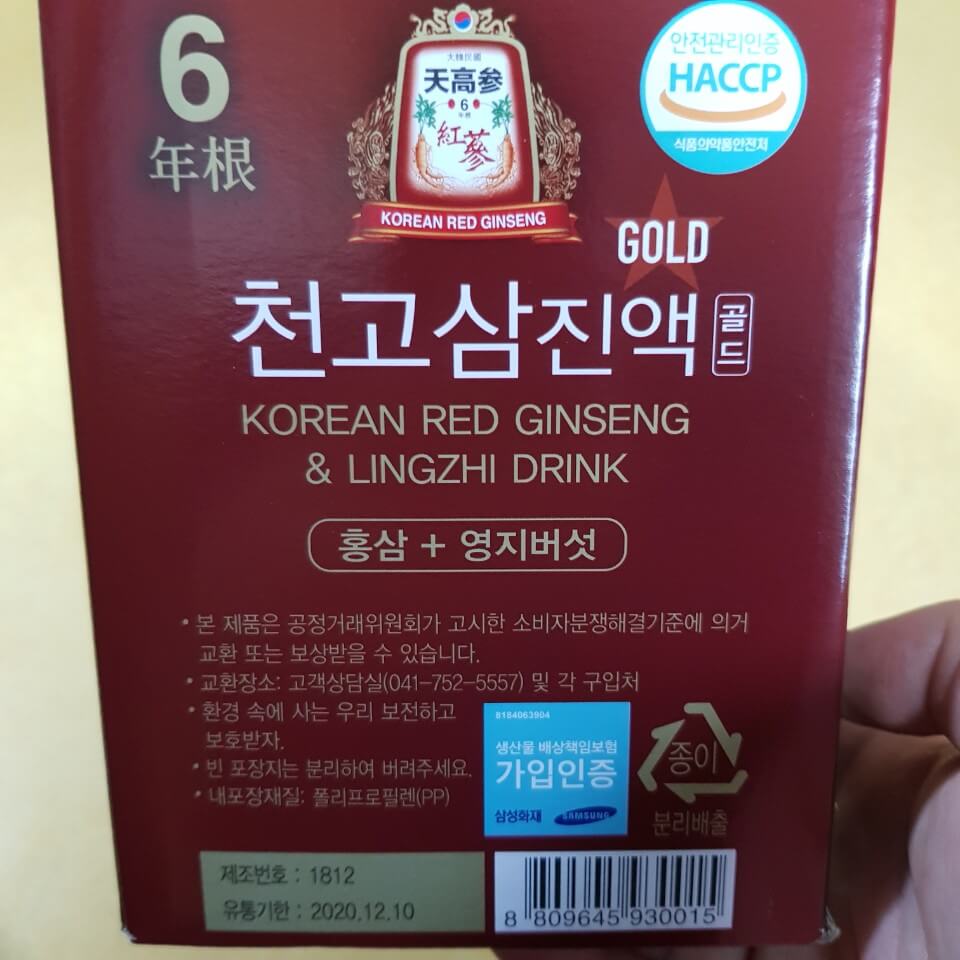 6
年根
大韓民國
天高参
6
年根
紅蔘
KOREAN RED GINSENG
안전관리인증
HACCP
식품의약품안전처
GOLD
천고삼진액 골드
KOREAN RED GINSENG
& LINGZHI DRINK
홍삼 + 영지버섯
• 본 제품은 공정거래위원회가 고시한 소비자분쟁해결기준에 의거
교환 또는 보상받을 수 있습니다.
• 교환장소: 고객상담실(041-752-5557) 및 각 구입처
• 환경 속에 사는 우리 보전하고
보호받자.
• 빈 포장지는 분리하여 버려주세요.
• 내포장재질: 폴리프로필렌(PP)
8184063904
생산물 배상책임보험
가입인증
삼성화재 SAMSUNG
종이
분리배출
제조번호 : 1812
유통기한 : 2020.12.10
8 809645 930015